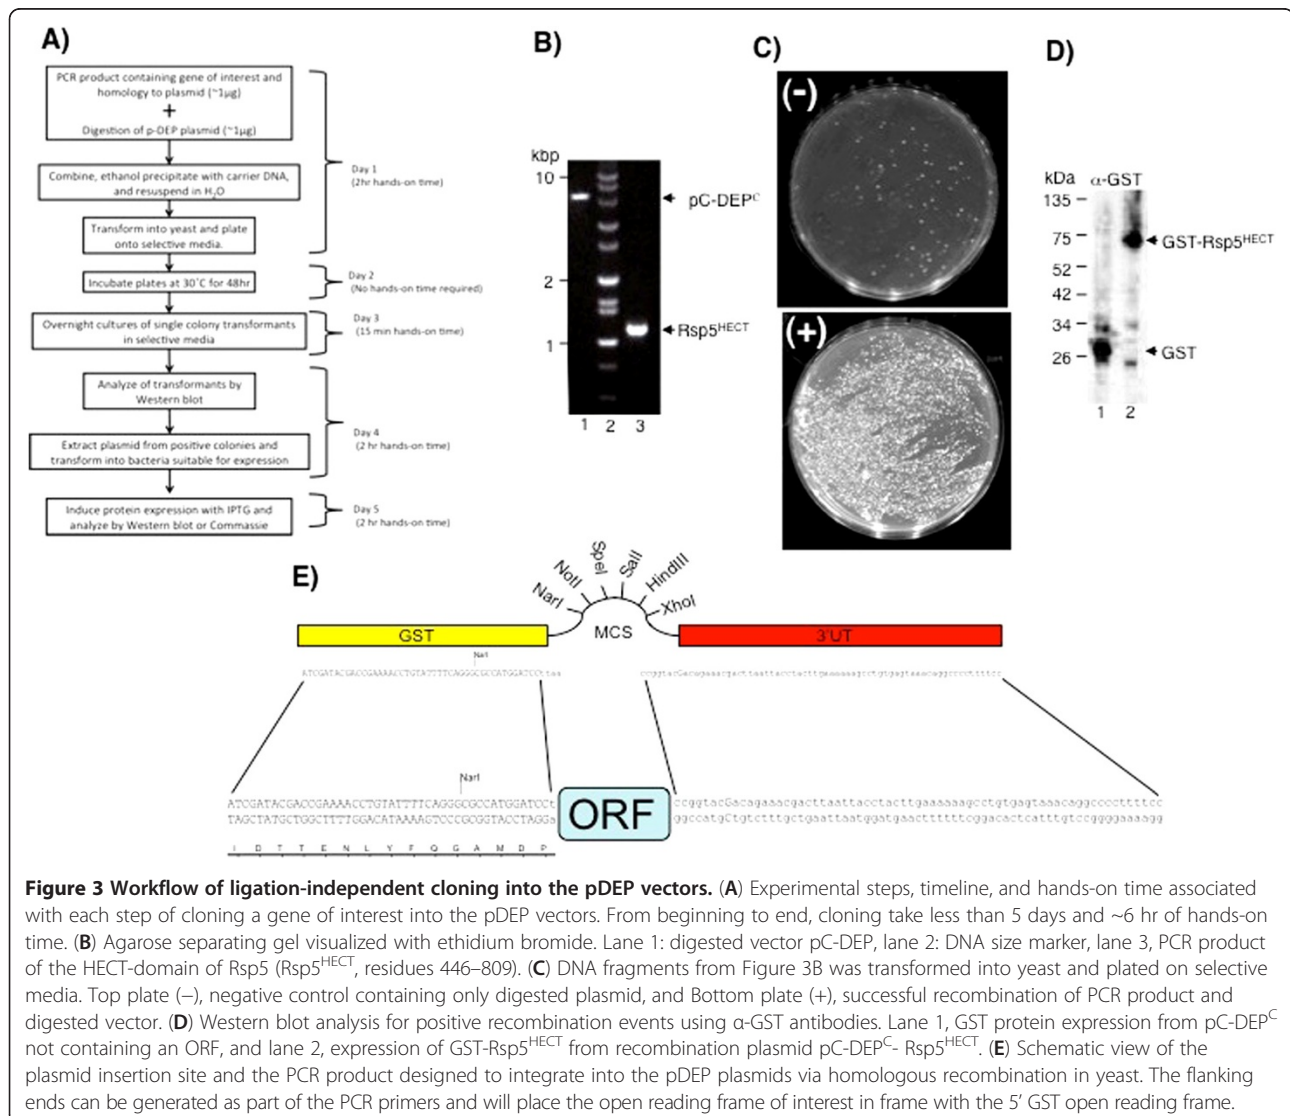 A)
PCR product containing gene of interest and
homology to plasmid (~1µg)
+
Digestion of p-DEP plasmid (~1µg)
Combine, ethanol precipitate with carrier DNA,
and resuspend in H2O
Transform into yeast and plate
onto selective media.
Day 1
(2hr hands-on time)
Incubate plates at 30˚C for 48hr
Day 2
(No hands-on time required)
Overnight cultures of single colony transformants
in selective media
Day 3
(15 min hands-on time)
Analyze of transformants by
Western blot
Extract plasmid from positive colonies and
transform into bacteria suitable for expression
Day 4
(2 hr hands-on time)
Induce protein expression with IPTG and
analyze by Western blot or Commassie
Day 5
(2 hr hands-on time)
B)
kbp
10
2
1
pC-DEPC
Rsp5HECT
1 2 3
C)
(-)
(+)
D)
kDa α-GST
135
75
52
42
34
26
GST-Rsp5HECT
GST
1 2
E)
NarI
NotI
SpeI
SalI
HindIII
XhoI
MCS
GST
3'UT
NarI
ATCGATACGACCGAAAACCTGTATTTTCAGGGCGCCATGGATCCttaa
ccggtacGacagaaacgacttaattacctacttgaaaaaagcctgtgagtaaacaggccccttttcc
NarI
ATCGATACGACCGAAAACCTGTATTTTCAGGGCGCCATGGATCCt
TAGCTATGCTGGCTTTTGGACATAAAAGTCCCGCGGTACCTAGGa
I D T T E N L Y F Q G A M D P
ORF
ccggtacGacagaaacgacttaattacctacttgaaaaaagcctgtgagtaaacaggccccttttcc
ggccatgCtgtctttgctgaattaatggatgaactttttt​cggacactcatttgtccggggaaaagg
Figure 3 Workflow of ligation-independent cloning into the pDEP vectors. (A) Experimental steps, timeline, and hands-on time associated
with each step of cloning a gene of interest into the pDEP vectors. From beginning to end, cloning take less than 5 days and ~6 hr of hands-on
time. (B) Agarose separating gel visualized with ethidium bromide. Lane 1: digested vector pC-DEP, lane 2: DNA size marker, lane 3, PCR product
of the HECT-domain of Rsp5 (Rsp5HECT, residues 446–809). (C) DNA fragments from Figure 3B was transformed into yeast and plated on selective
media. Top plate (−), negative control containing only digested plasmid, and Bottom plate (+), successful recombination of PCR product and
digested vector. (D) Western blot analysis for positive recombination events using α-GST antibodies. Lane 1, GST protein expression from pC-DEPC
not containing an ORF, and lane 2, expression of GST-Rsp5HECT from recombination plasmid pC-DEPC- Rsp5HECT. (E) Schematic view of the
plasmid insertion site and the PCR product designed to integrate into the pDEP plasmids via homologous recombination in yeast. The flanking
ends can be generated as part of the PCR primers and will place the open reading frame of interest in frame with the 5’ GST open reading frame.